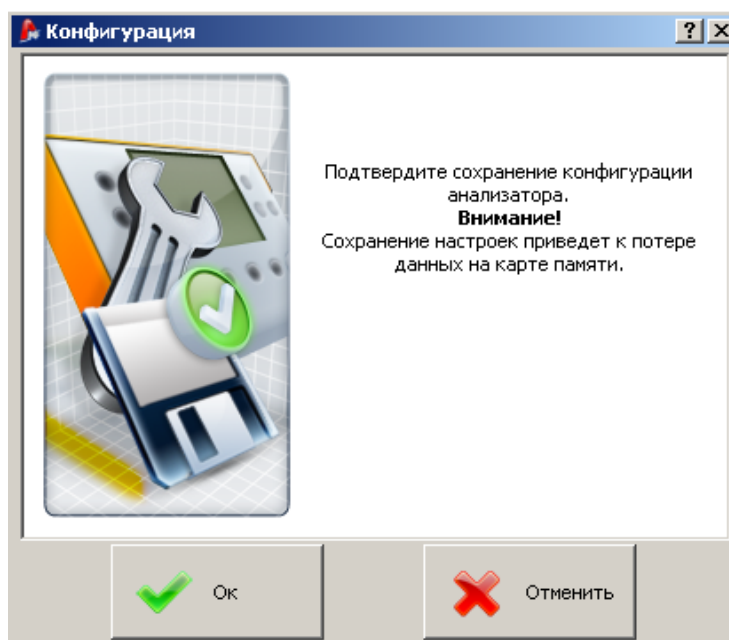 Конфигурация
Подтвердите сохранение конфигурации
анализатора.
Внимание!
Сохранение настроек приведет к потере
данных на карте памяти.
Ок
Отменить